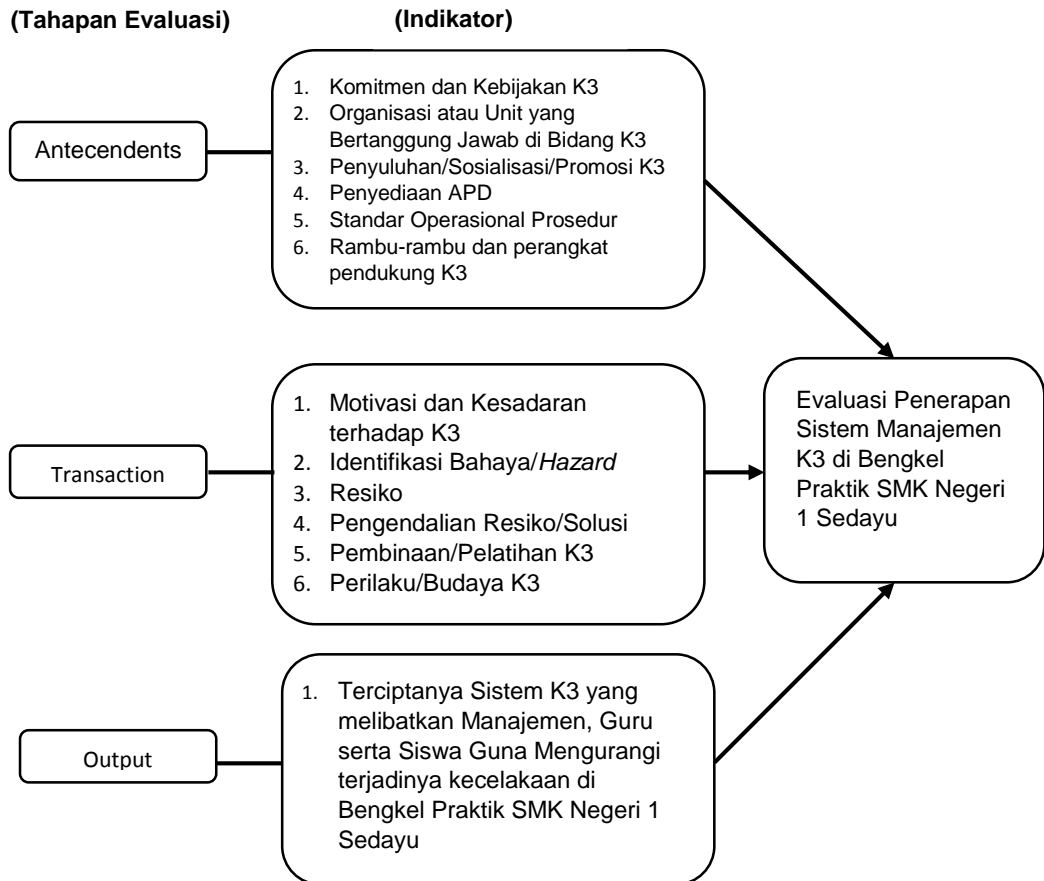 (Tahapan Evaluasi)
(Indikator)
Antecendents
1. Komitmen dan Kebijakan K3
2. Organisasi atau Unit yang
Bertanggung Jawab di Bidang K3
3. Penyuluhan/Sosialisasi/Promosi K3
4. Penyediaan APD
5. Standar Operasional Prosedur
6. Rambu-rambu dan perangkat
pendukung K3
Transaction
1. Motivasi dan Kesadaran
terhadap K3
2. Identifikasi Bahaya/Hazard
3. Resiko
4. Pengendalian Resiko/Solusi
5. Pembinaan/Pelatihan K3
6. Perilaku/Budaya K3
Output
1. Terciptanya Sistem K3 yang
melibatkan Manajemen, Guru
serta Siswa Guna Mengurangi
terjadinya kecelakaan di
Bengkel Praktik SMK Negeri 1
Sedayu
Evaluasi Penerapan
Sistem Manajemen
K3 di Bengkel
Praktik SMK Negeri
1 Sedayu